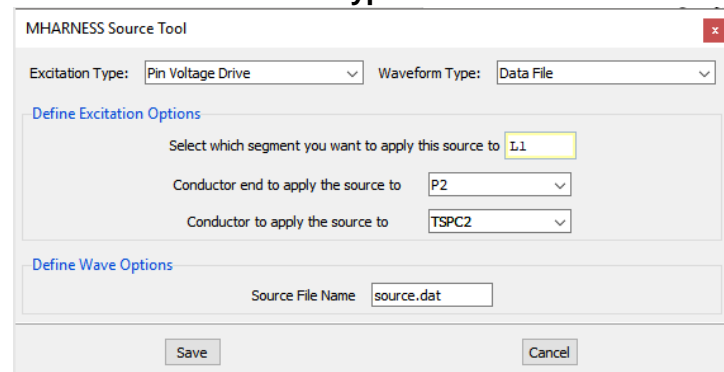 yp
MHARNESS Source Tool
x
Excitation Type: Pin Voltage Drive Waveform Type: Data File
Define Excitation Options
Select which segment you want to apply this source to L1
Conductor end to apply the source to P2
Conductor to apply the source to TSPC2
Define Wave Options
Source File Name source.dat
Save Cancel